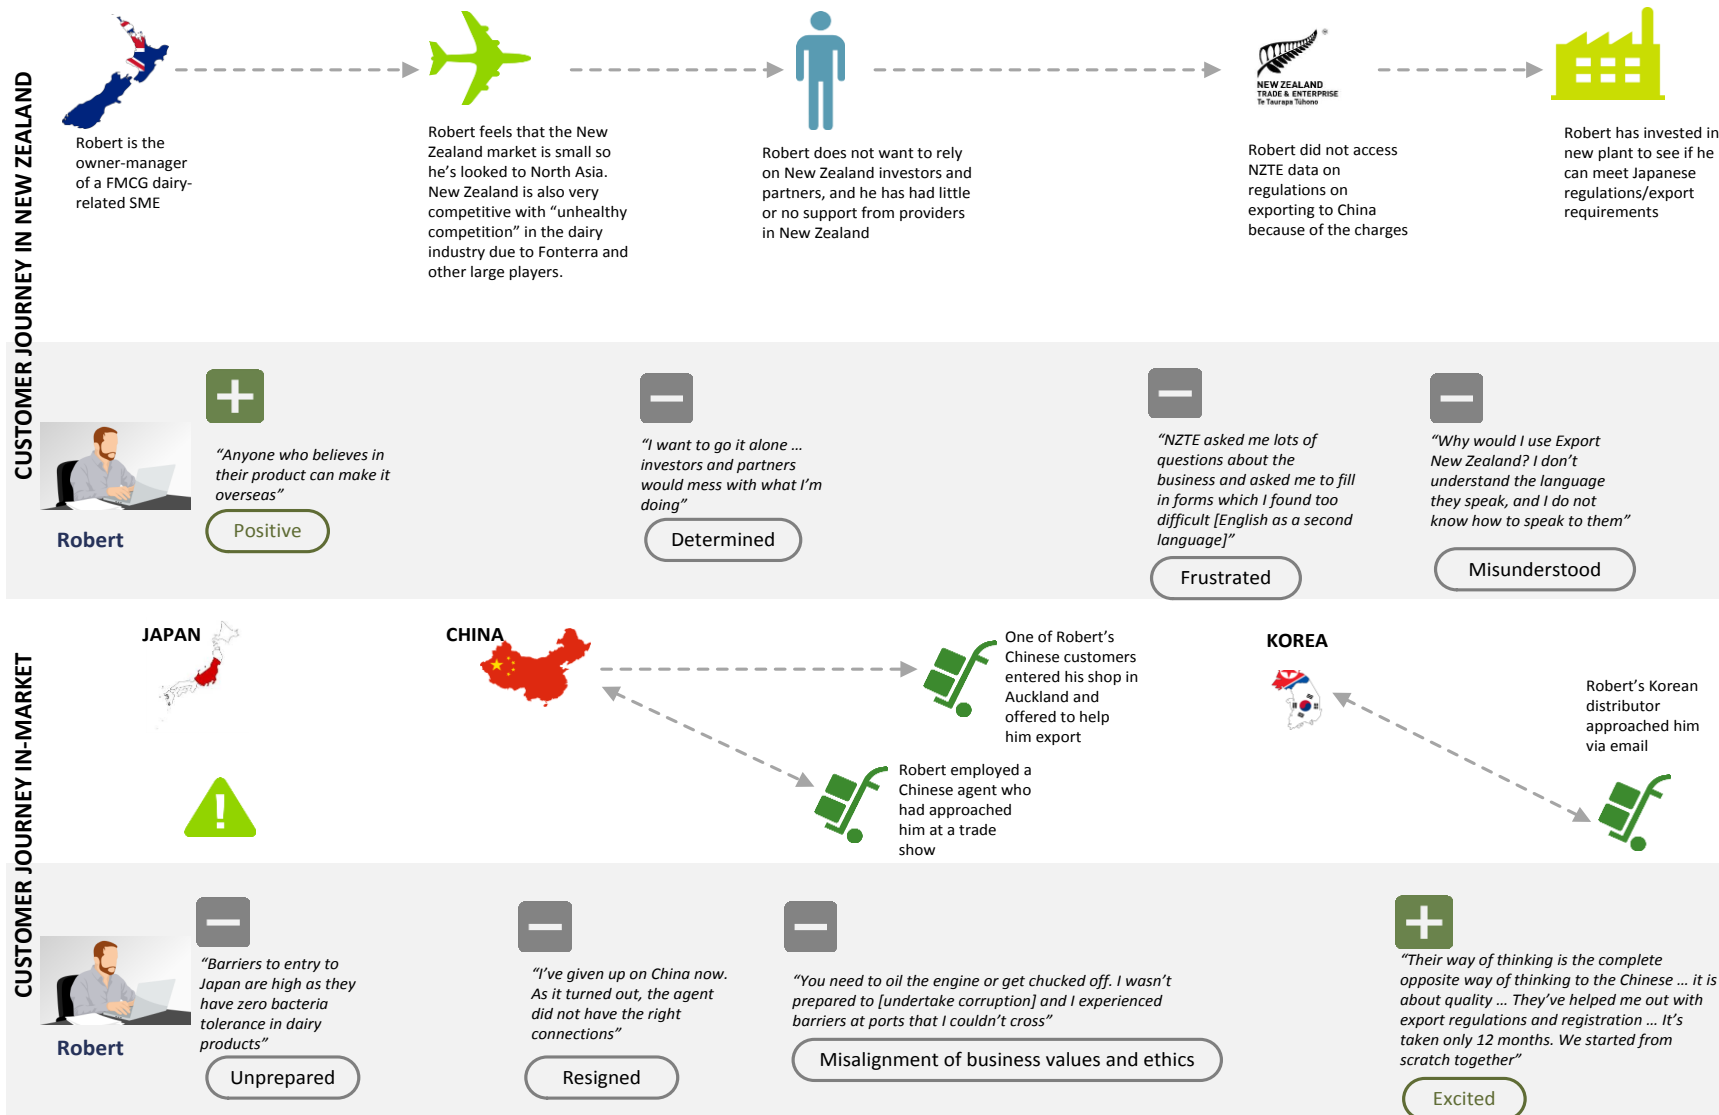 CUSTOMER JOURNEY IN NEW ZEALAND
Robert is the
owner-manager
of a FMCG dairy-
related SME
Robert feels that the New
Zealand market is small so
he's looked to North Asia.
New Zealand is also very
competitive with “unhealthy
competition” in the dairy
industry due to Fonterra and
other large players.
Robert does not want to rely
on New Zealand investors and
partners, and he has had little
or no support from providers
in New Zealand
NEW ZEALAND
TRADE & ENTERPRISE
Te Taurapa Tūhono
Robert did not access
NZTE data on
regulations on
exporting to China
because of the charges
Robert has invested in
new plant to see if he
can meet Japanese
regulations/export
requirements
Robert
“Anyone who believes in
their product can make it
overseas”
Positive
“I want to go it alone …
investors and partners
would mess with what I’m
doing”
Determined
“NZTE asked me lots of
questions about the
business and asked me to fill
in forms which I found too
difficult [English as a second
language]”
Frustrated
“Why would I use Export
New Zealand? I don’t
understand the language
they speak, and I do not
know how to speak to them”
Misunderstood
CUSTOMER JOURNEY IN-MARKET
JAPAN
CHINA
One of Robert’s
Chinese customers
entered his shop in
Auckland and
offered to help
him export
Robert employed a
Chinese agent who
had approached
him at a trade
show
KOREA
Robert’s Korean
distributor
approached him
via email
Robert
“Barriers to entry to
Japan are high as they
have zero bacteria
tolerance in dairy
products”
Unprepared
“I’ve given up on China now.
As it turned out, the agent
did not have the right
connections”
Resigned
“You need to oil the engine or get chucked off. I wasn’t
prepared to [undertake corruption] and I experienced
barriers at ports that I couldn’t cross”
Misalignment of business values and ethics
“Their way of thinking is the complete
opposite way of thinking to the Chinese … it is
about quality … They’ve helped me out with
export regulations and registration … It’s
taken only 12 months. We started from
scratch together”
Excited